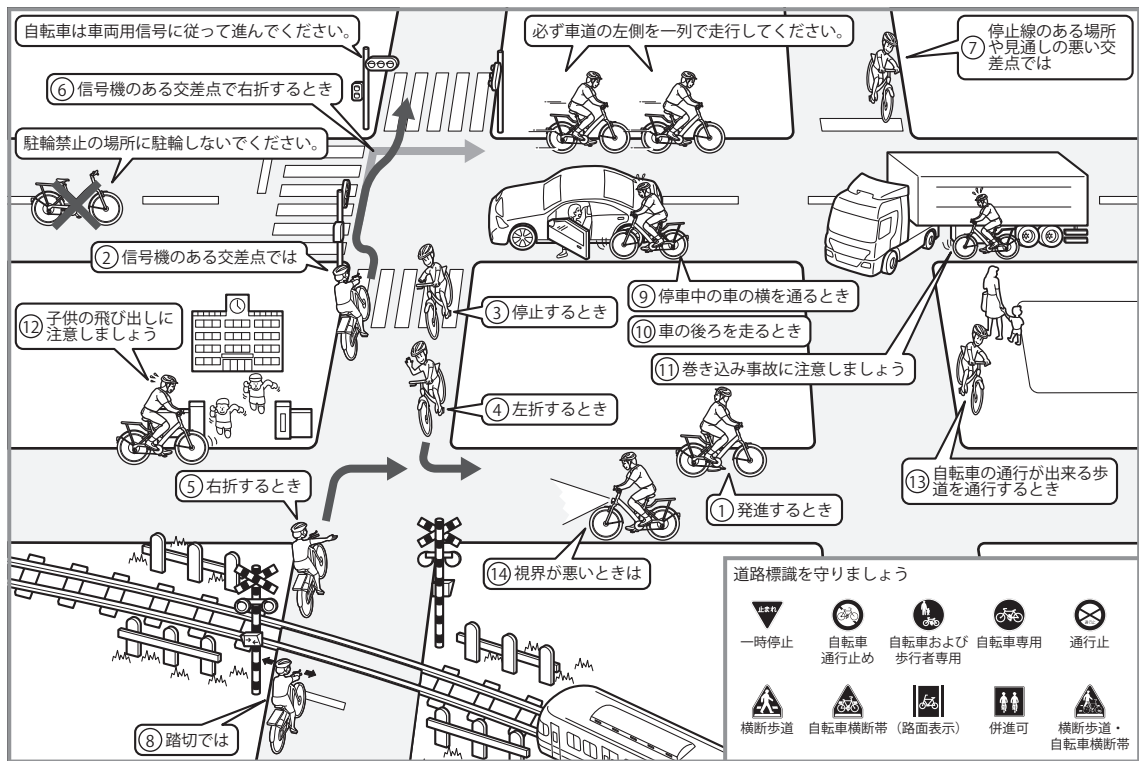 自転車は車両用信号に従って進んでください。
必ず車道の左側を一列で走行してください。
⑦ 停止線のある場所
や見通しの悪い交
差点では
⑥ 信号機のある交差点で右折するとき
駐輪禁止の場所に駐輪しないでください。
② 信号機のある交差点では
③ 停止するとき
⑨ 停車中の車の横を通るとき
⑩ 車の後ろを走るとき
⑪ 巻き込み事故に注意しましょう
⑫ 子供の飛び出しに
注意しましょう
④ 左折するとき
⑤ 右折するとき
① 発進するとき
⑬ 自転車の通行が出来る歩
道を通行するとき
⑭ 視界が悪いときは
⑧ 踏切では
道路標識を守りましょう
止まれ
一時停止
自転車
通行止め
自転車および
歩行者専用
自転車専用
通行止
横断歩道
自転車横断帯
（路面表示）
併進可
横断歩道・
自転車横断帯